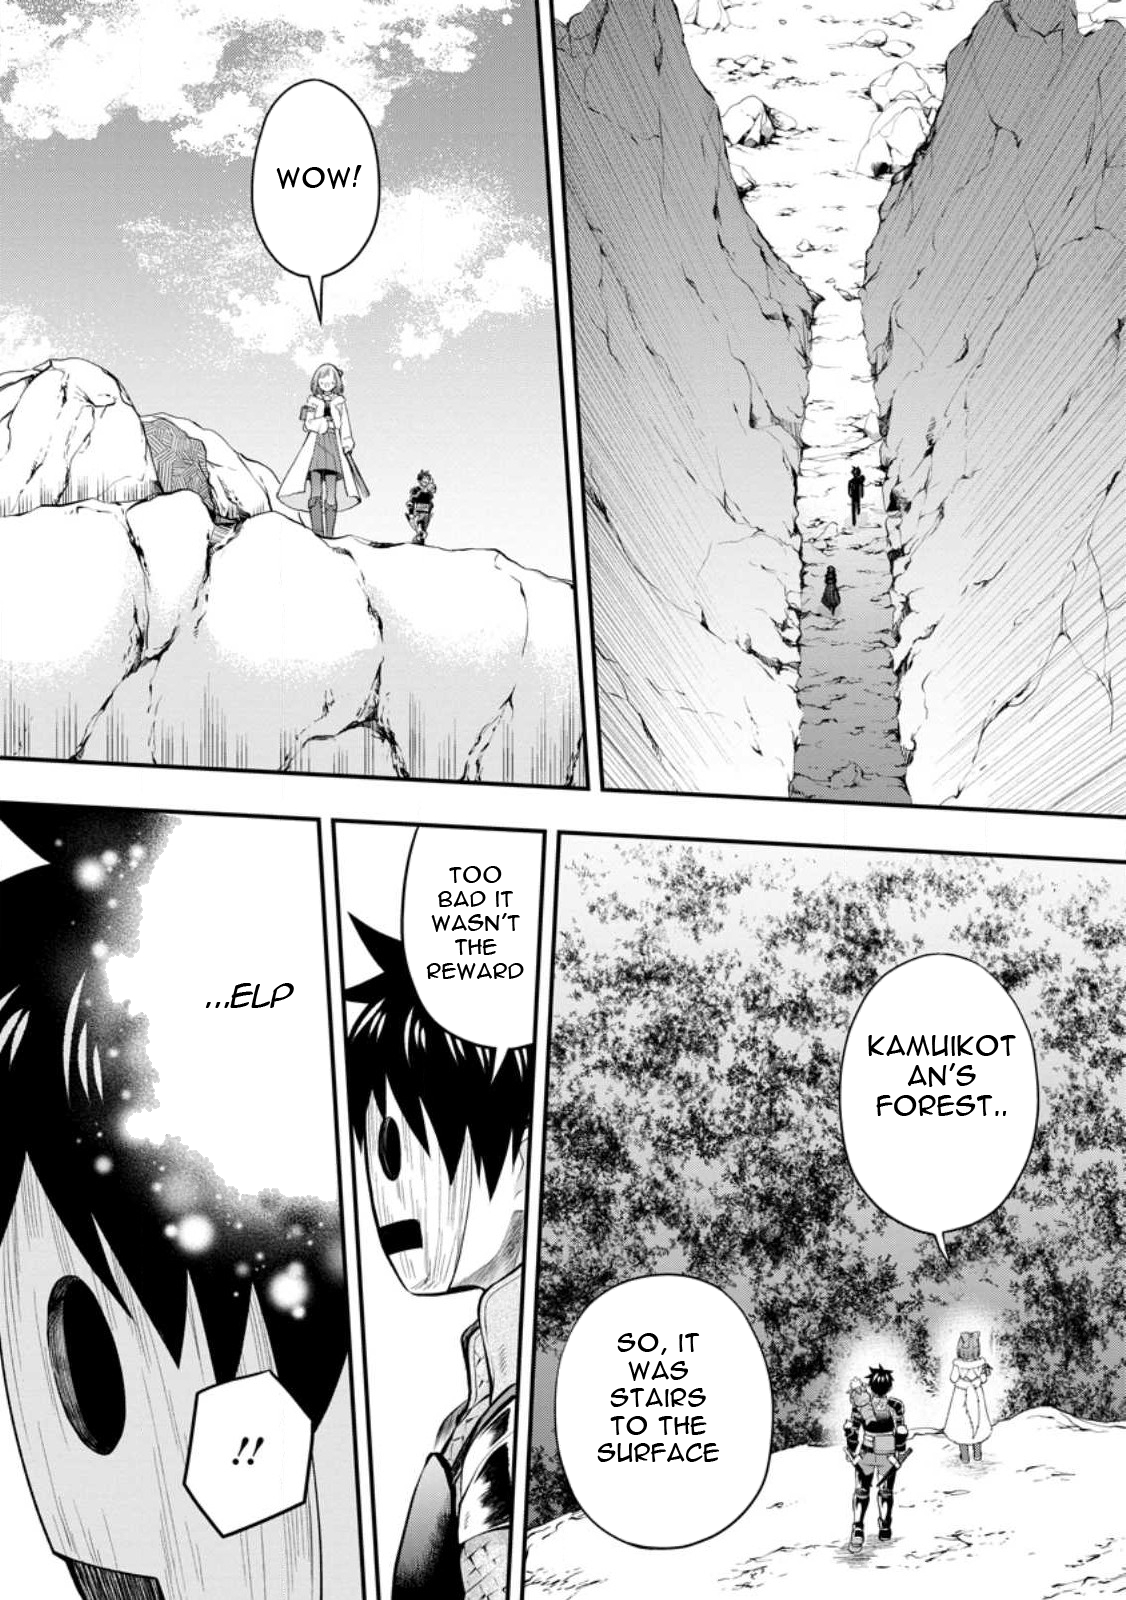 WOW!
KAMUIKOT
AN'S
FOREST..
SO, IT
WAS
STAIRS
TO THE
SURFACE
TOO
BAD IT
WASN'T
THE
REWARD
...ELP
!!